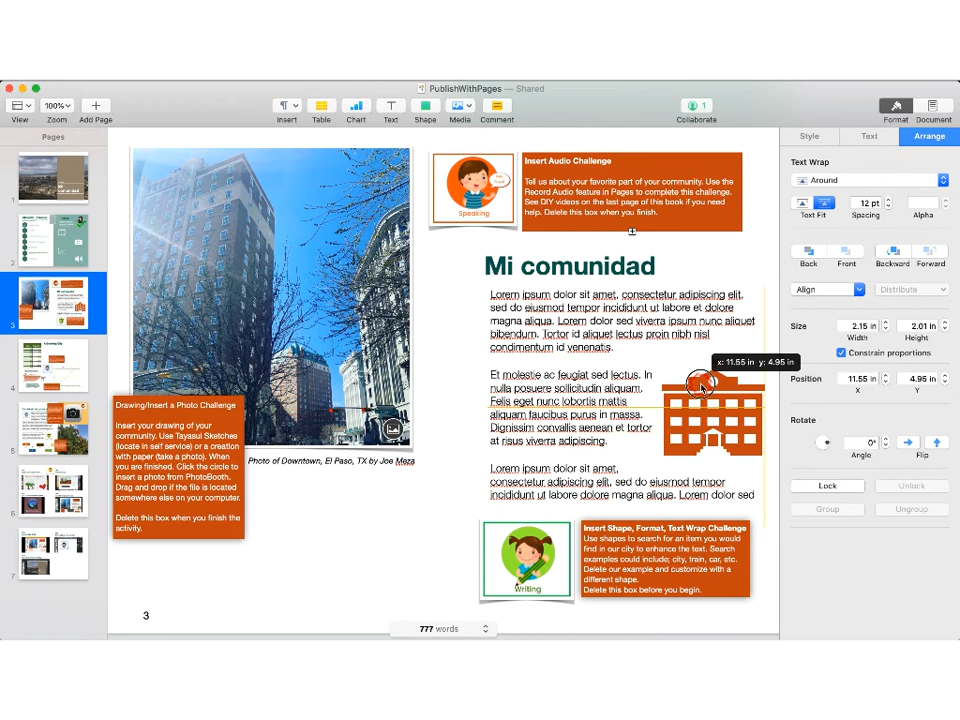 PublishWithPages — Shared
100%
View
Zoom
Add Page
Insert
Table
Chart
Text
Shape
Media
Comment
1
Collaborate
Format
Document
Pages
1
2
3
4
5
6
7
Drawing/Insert a Photo Challenge
Insert your drawing of your
community. Use Tayasui Sketches
(locate in self service) or a creation
with paper (take a photo). When
you are finished. Click the circle to
insert a photo from PhotoBooth.
Drag and drop if the file is located
somewhere else on your computer.
Delete this box when you finish the
activity.
Photo of Downtown, El Paso, TX by Joe Meza
3
Speaking
Insert Audio Challenge
Tell us about your favorite part of your community. Use the
Record Audio feature in Pages to complete this challenge.
See DIY videos on the last page of this book if you need
help. Delete this box when you finish.
Mi comunidad
Lorem ipsum dolor sit amet, consectetur adipiscing elit,
sed do eiusmod tempor incididunt ut labore et dolore
magna aliqua. Lorem dolor sed viverra ipsum nunc aliquet
bibendum. Tortor id aliquet lectus proin nibh nisl
condimentum id venenatis.
Et molestie ac feugiat sed lectus. In
nulla posuere sollicitudin aliquam.
Felis eget nunc lobortis mattis
aliquam faucibus purus in massa.
Dignissim convallis aenean et tortor
at risus viverra adipiscing.
Lorem ipsum dolor sit amet,
consectetur adipiscing elit, sed do eiusmod tempor
incididunt ut labore dolore magna aliqua. Lorem dolor sed
x: 11.55 in y: 4.95 in
Writing
Insert Shape, Format, Text Wrap Challenge
Use shapes to search for an item you would
find in our city to enhance the text. Search
examples could include; city, train, car, etc.
Delete our example and customize with a
different shape.
Delete this box before you begin.
777 words
Style
Text
Arrange
Text Wrap
Around
12 pt
Text Fit
Spacing
Alpha
Back
Front
Backward
Forward
Align
Distribute
Size
2.15 in
2.01 in
Width
Height
Constrain proportions
Position
11.55 in
4.95 in
X
Y
Rotate
0°
Angle
Flip
Lock
Unlock
Group
Ungroup